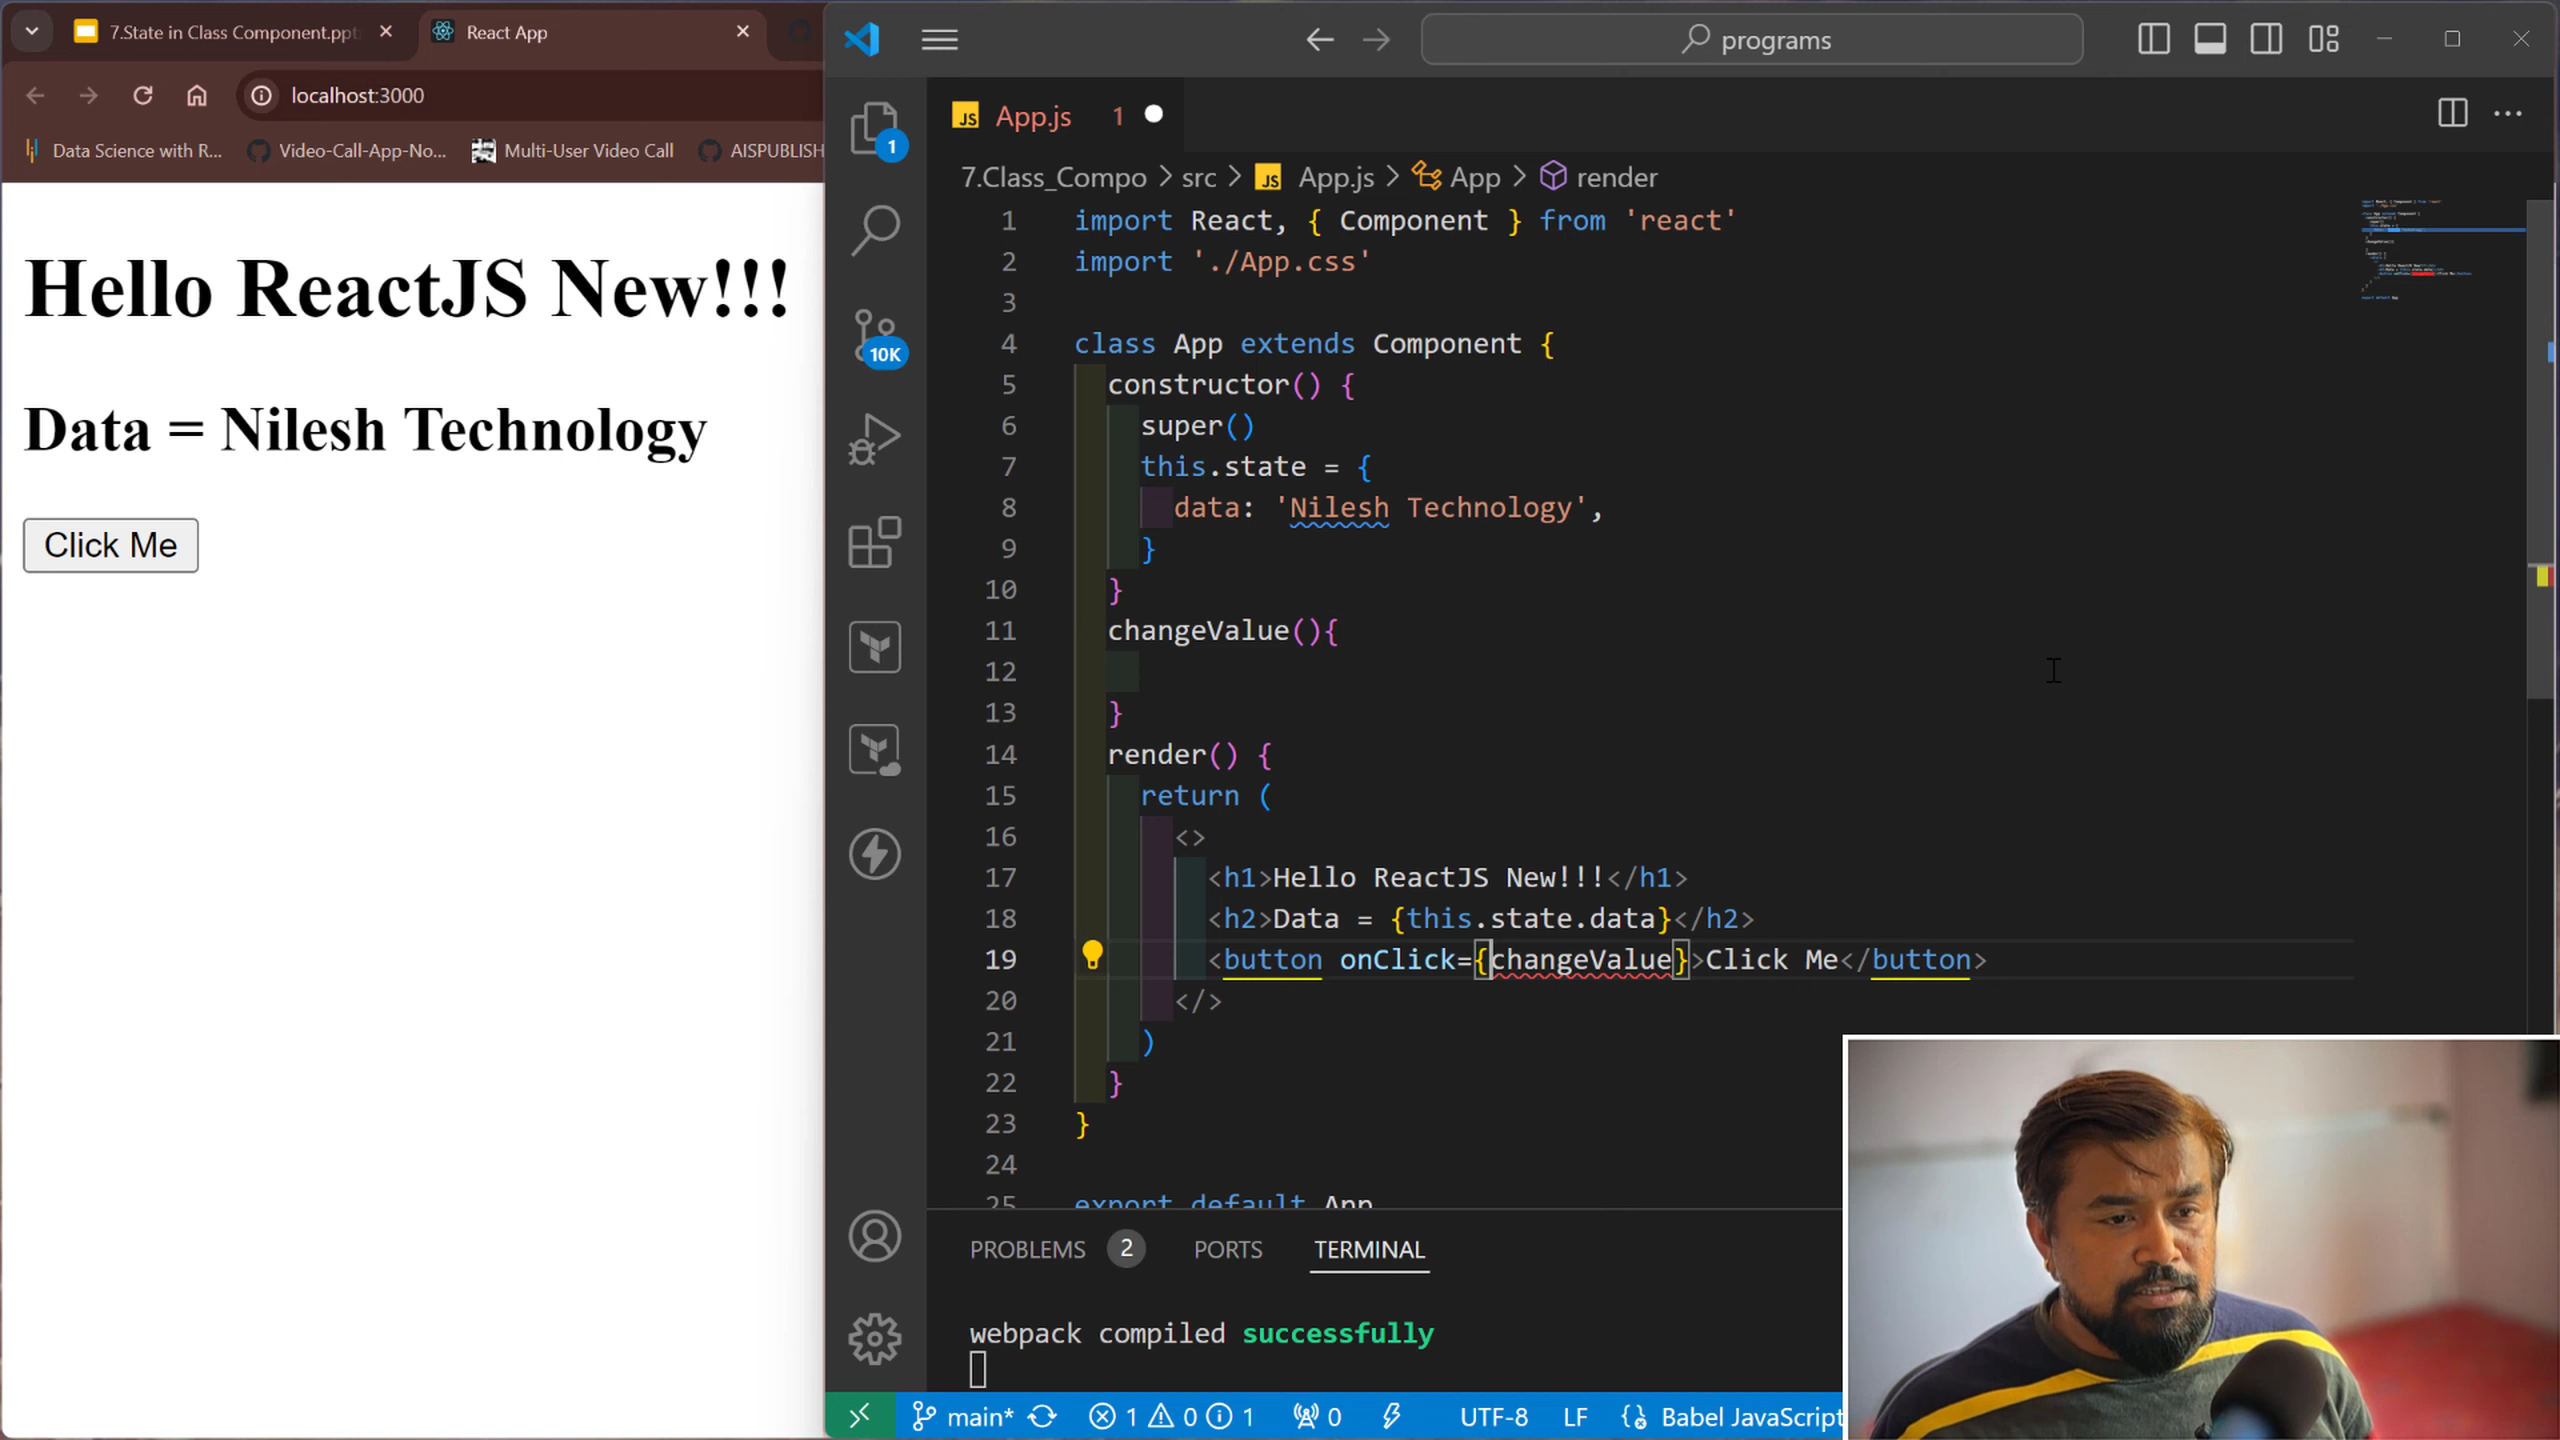 7.State in Class Component.ppt
React App
localhost:3000
Data Science with R...
Video-Call-App-No...
Multi-User Video Call
AISPUBLISH
Hello ReactJS New!!!
Data = Nilesh Technology
Click Me
programs
1
10K
JS App.js 1
7.Class_Compo > src > JS App.js > App > render
1 import React, { Component } from 'react'
2 import './App.css'
3
4 class App extends Component {
5 constructor() {
6 super()
7 this.state = {
8 data: 'Nilesh Technology',
9 }
10 }
11 changeValue(){
12
13 }
14 render() {
15 return (
16 <>
17 <h1>Hello ReactJS New!!!</h1>
18 <h2>Data = {this.state.data}</h2>
19 <button onClick={changeValue}>Click Me</button>
20 </>
21 )
22 }
23 }
24
25 export default App
PROBLEMS 2 PORTS TERMINAL
webpack compiled successfully
main* 1 0 1 0 UTF-8 LF Babel JavaScript